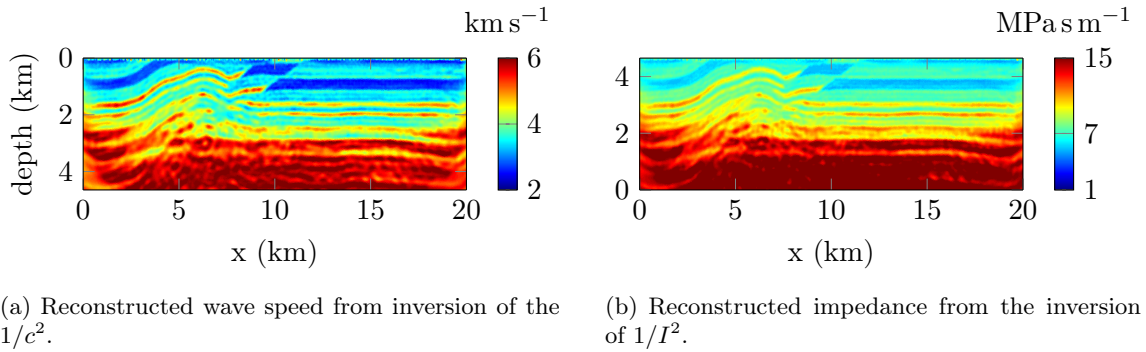 km s⁻¹
MPa s m⁻¹
0
2
4
depth (km)
0 5 10 15 20
x (km)
6
4
2
4
2
0
0 5 10 15 20
x (km)
15
7
1
(a) Reconstructed wave speed from inversion of the
1/c².
(b) Reconstructed impedance from the inversion
of 1/I².